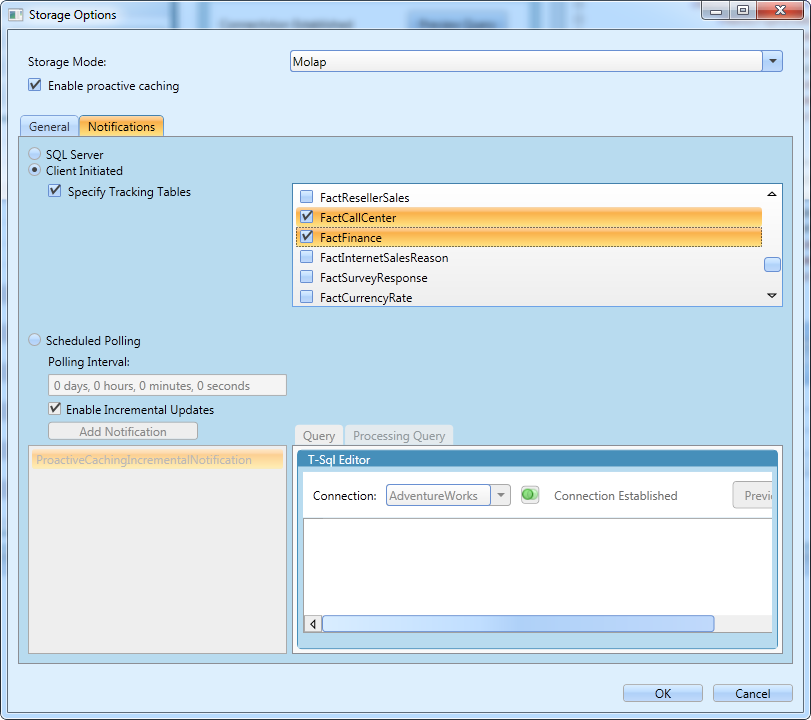 Storage Options
Storage Mode:
Molap
Enable proactive caching
General
Notifications
SQL Server
Client Initiated
Specify Tracking Tables
FactResellerSales
FactCallCenter
FactFinance
FactInternetSalesReason
FactSurveyResponse
FactCurrencyRate
Scheduled Polling
Polling Interval:
0 days, 0 hours, 0 minutes, 0 seconds
Enable Incremental Updates
Add Notification
Query
Processing Query
ProactiveCachingIncrementalNotification
T-Sql Editor
Connection:
AdventureWorks
Connection Established
Previ
OK
Cancel